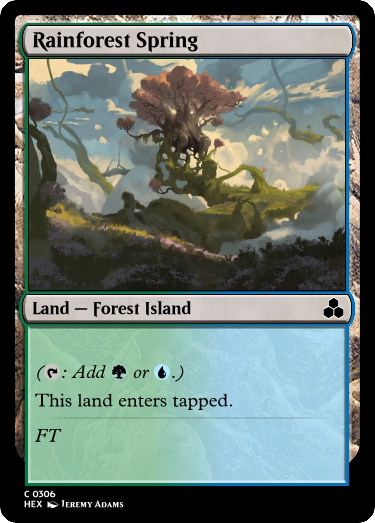 Rainforest Spring
Land — Forest Island
(: Add or .)
This land enters tapped.
FT
C 0306
HEX Jeremy Adams